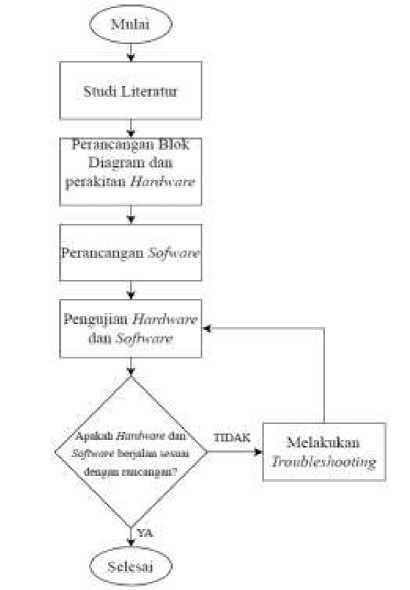 Mulai
Studi Literatur
Perancangan Blok
Diagram dan
perakitan Hardware
Perancangan Sofware
Pengujian Hardware
dan Software
Apakah Hardware dan
Software berjalan sesuai
dengan rancangan?
TIDAK
Melakukan
Troubleshooting
YA
Selesai